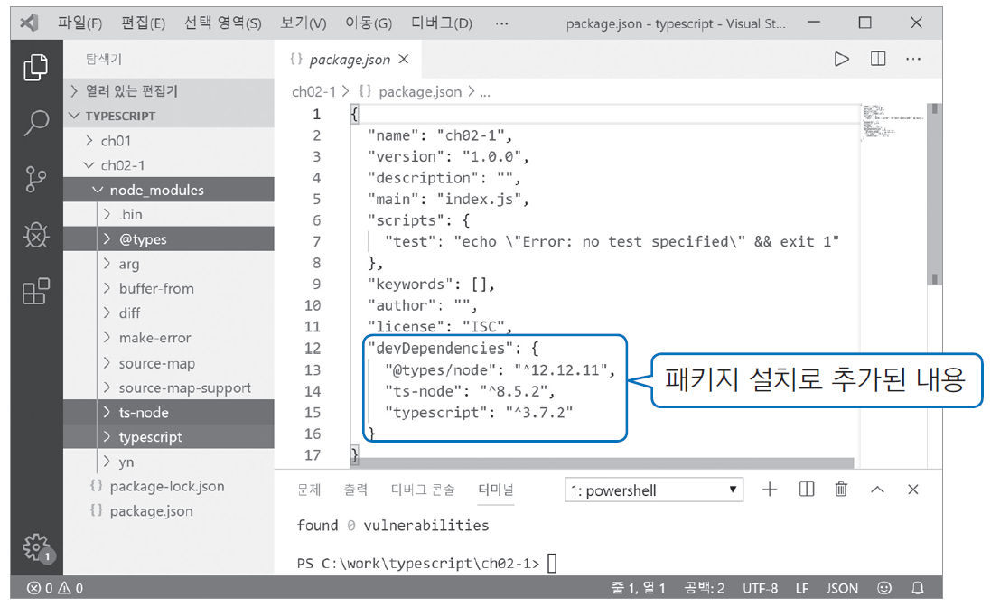 파일(F) 편집(E) 선택 영역(S) 보기(V) 이동(G) 디버그(D) ··· package.json - typescript - Visual St...
탐색기
열려 있는 편집기
TYPESCRIPT
ch01
ch02-1
node_modules
.bin
@types
arg
buffer-from
diff
make-error
source-map
source-map-support
ts-node
typescript
yn
{} package-lock.json
{} package.json
1
{} package.json ×
ch02-1 > {} package.json > ...
1 {
2 "name": "ch02-1",
3 "version": "1.0.0",
4 "description": "",
5 "main": "index.js",
6 "scripts": {
7 "test": "echo \"Error: no test specified\" && exit 1"
8 },
9 "keywords": [],
10 "author": "",
11 "license": "ISC",
12 "devDependencies": {
13 "@types/node": "^12.12.11",
14 "ts-node": "^8.5.2",
15 "typescript": "^3.7.2"
16 }
17 }
패키지 설치로 추가된 내용
문제 출력 디버그 콘솔 터미널 1: powershell
found 0 vulnerabilities
PS C:\work\typescript\ch02-1>
0 0 줄 1, 열 1 공백: 2 UTF-8 LF JSON